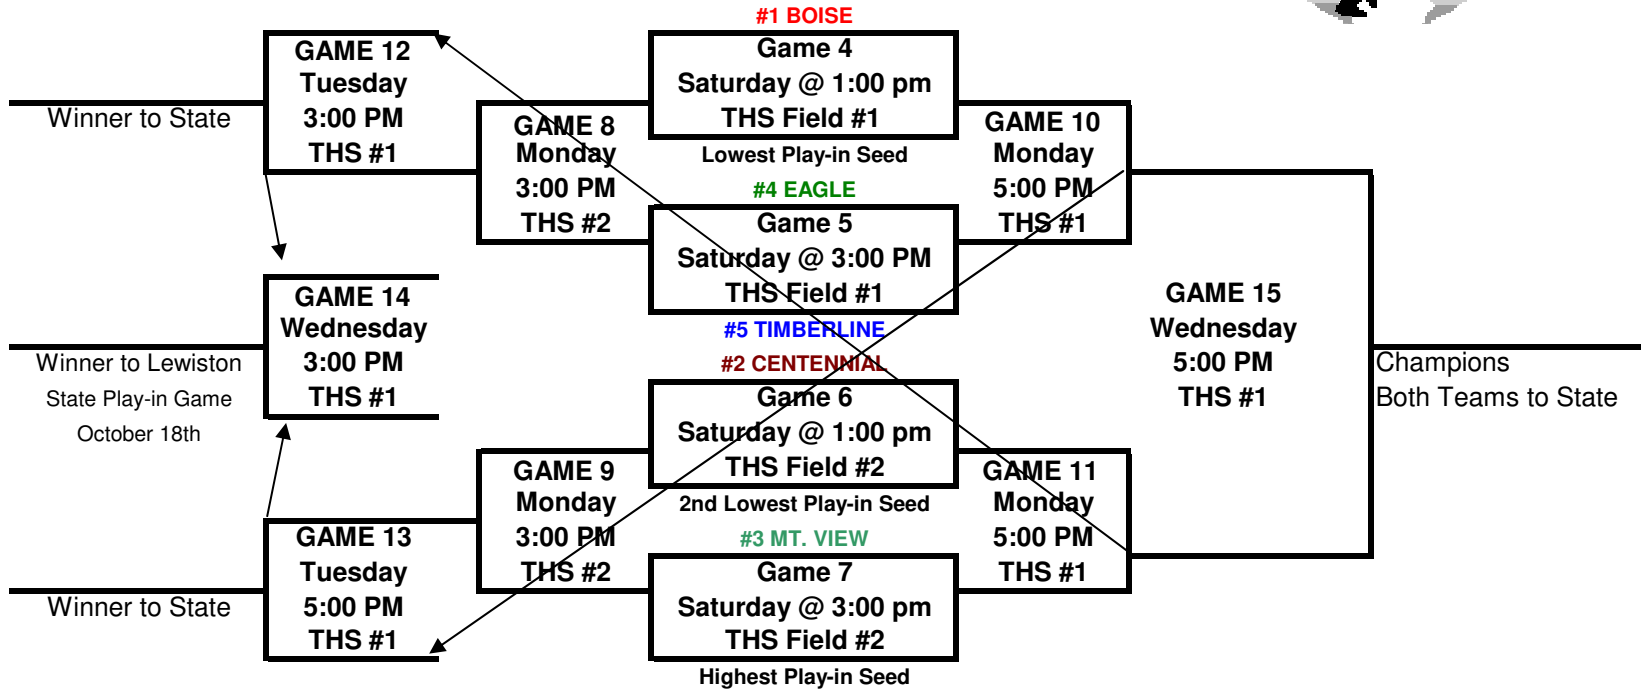 #1 BOISE
GAME 12
Tuesday
3:00 PM
THS #1
Winner to State
Game 4
Saturday @ 1:00 pm
THS Field #1
Lowest Play-in Seed
GAME 8
Monday
3:00 PM
THS #2
GAME 10
Monday
5:00 PM
THS #1
#4 EAGLE
Game 5
Saturday @ 3:00 PM
THS Field #1
#5 TIMBERLINE
GAME 14
Wednesday
3:00 PM
THS #1
Winner to Lewiston
State Play-in Game
October 18th
GAME 15
Wednesday
5:00 PM
THS #1
Champions
Both Teams to State
#2 CENTENNIAL
Game 6
Saturday @ 1:00 pm
THS Field #2
2nd Lowest Play-in Seed
GAME 9
Monday
3:00 PM
THS #2
GAME 11
Monday
5:00 PM
THS #1
#3 MT. VIEW
Game 7
Saturday @ 3:00 pm
THS Field #2
Highest Play-in Seed
GAME 13
Tuesday
5:00 PM
THS #1
Winner to State